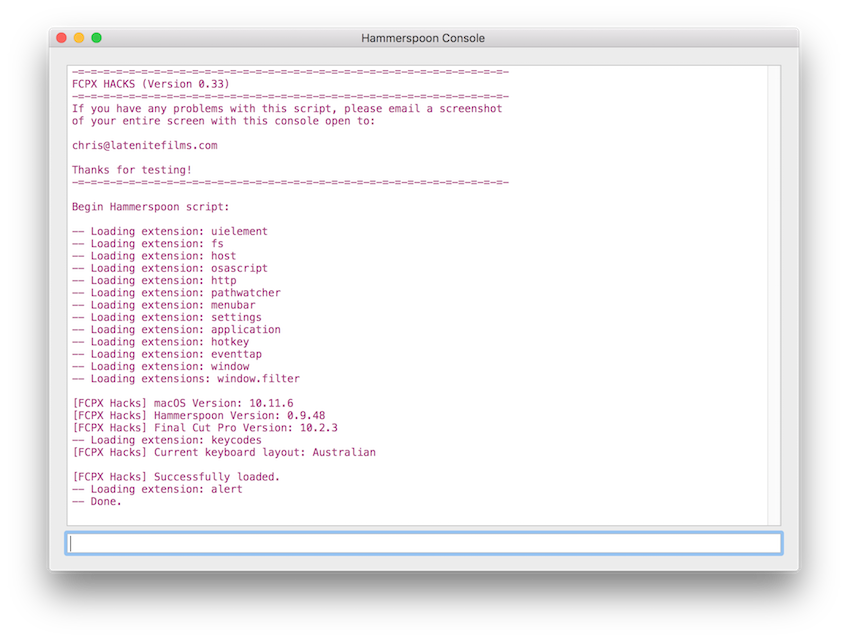 Hammerspoon Console
-=-=-=-=-=-=-=-=-=-=-=-=-=-=-=-=-=-=-=-=-=-=-=-=-=-=-=-=-=-=-=-=-=-=-
FCPX HACKS (Version 0.33)
-=-=-=-=-=-=-=-=-=-=-=-=-=-=-=-=-=-=-=-=-=-=-=-=-=-=-=-=-=-=-=-=-=-=-
If you have any problems with this script, please email a screenshot
of your entire screen with this console open to:
chris@latenitefilms.com
Thanks for testing!
-=-=-=-=-=-=-=-=-=-=-=-=-=-=-=-=-=-=-=-=-=-=-=-=-=-=-=-=-=-=-=-=-=-=-
Begin Hammerspoon script:
-- Loading extension: uielement
-- Loading extension: fs
-- Loading extension: host
-- Loading extension: osascript
-- Loading extension: http
-- Loading extension: pathwatcher
-- Loading extension: menubar
-- Loading extension: settings
-- Loading extension: application
-- Loading extension: hotkey
-- Loading extension: eventtap
-- Loading extension: window
-- Loading extensions: window.filter
[FCPX Hacks] macOS Version: 10.11.6
[FCPX Hacks] Hammerspoon Version: 0.9.48
[FCPX Hacks] Final Cut Pro Version: 10.2.3
-- Loading extension: keycodes
[FCPX Hacks] Current keyboard layout: Australian
[FCPX Hacks] Successfully loaded.
-- Loading extension: alert
-- Done.